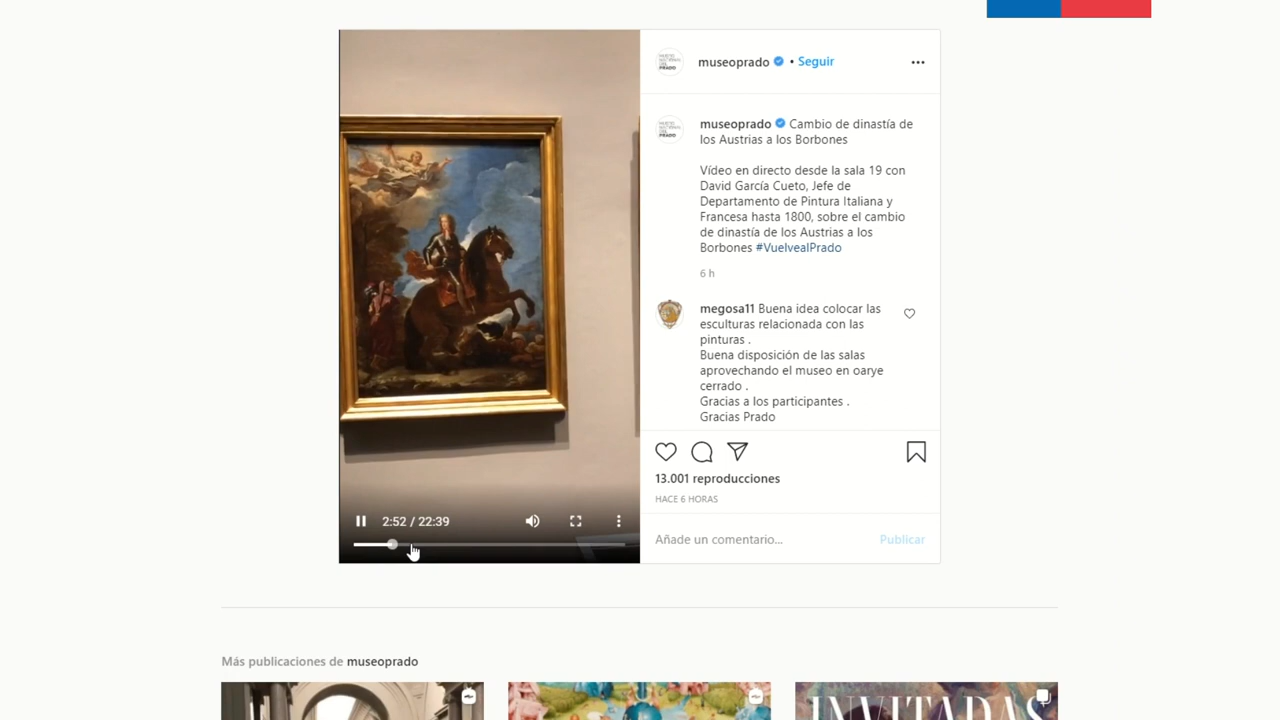 museoprado • Seguir
museoprado Cambio de dinastía de
los Austrias a los Borbones
Vídeo en directo desde la sala 19 con
David García Cueto, Jefe de
Departamento de Pintura Italiana y
Francesa hasta 1800, sobre el cambio
de dinastía de los Austrias a los
Borbones #VuelvealPrado
6 h
megosa11 Buena idea colocar las
esculturas relacionada con las
pinturas .
Buena disposición de las salas
aprovechando el museo en oarye
cerrado .
Gracias a los participantes .
Gracias Prado
13.001 reproducciones
HACE 6 HORAS
2:52 / 22:39
Añade un comentario...
Publicar
Más publicaciones de museoprado
INVITADAS